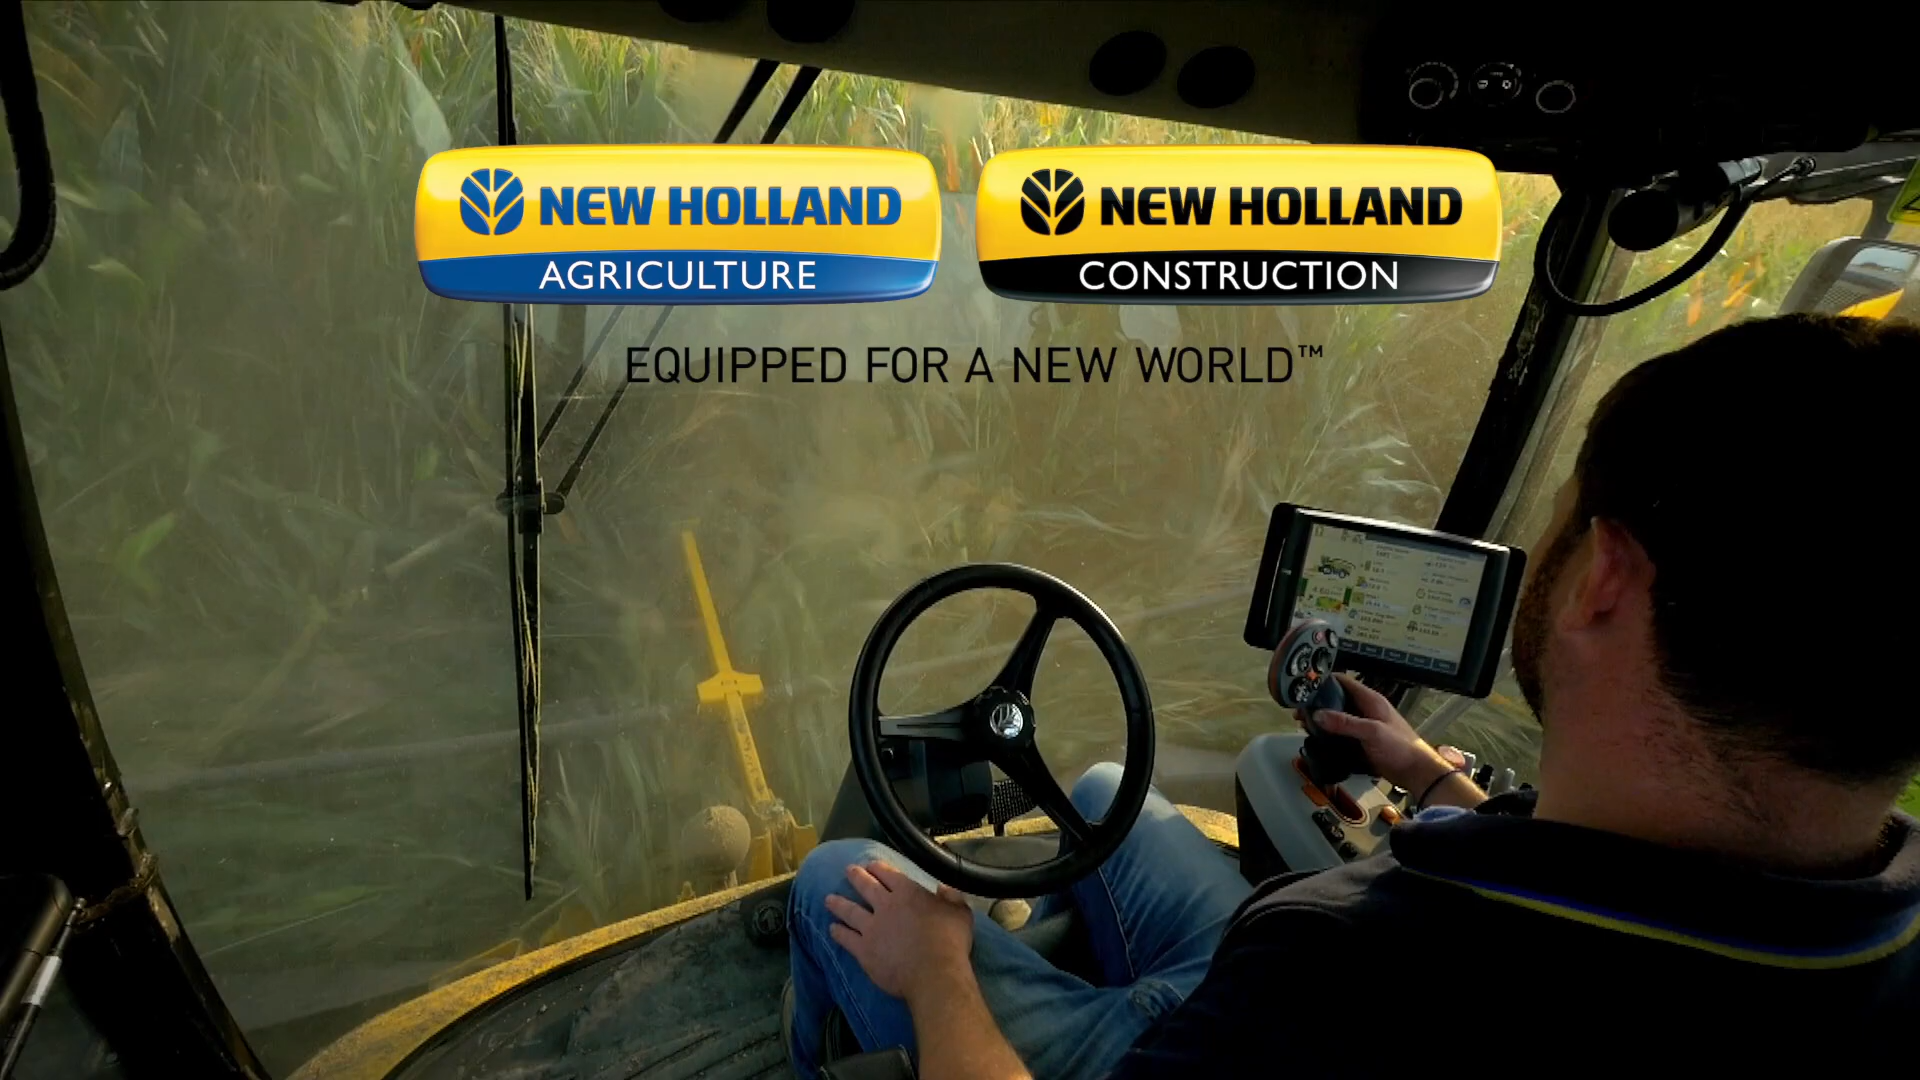 NEW HOLLAND
AGRICULTURE
NEW HOLLAND
CONSTRUCTION
EQUIPPED FOR A NEW WORLD™